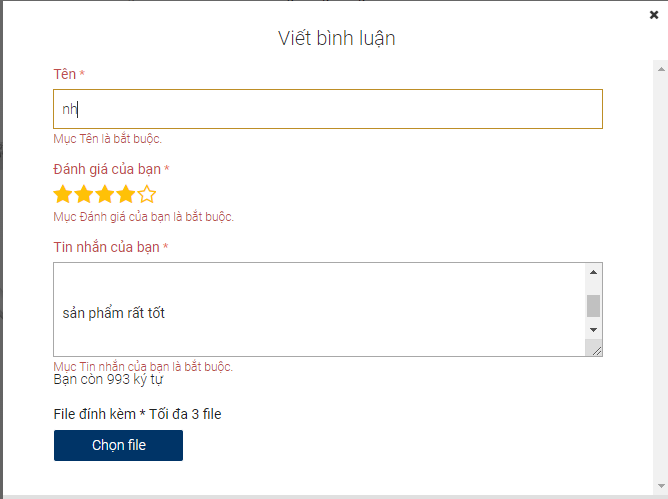 Viết bình luận
Tên *
nh
Mục Tên là bắt buộc.
Đánh giá của bạn *
Mục Đánh giá của bạn là bắt buộc.
Tin nhắn của bạn *
sản phẩm rất tốt
Mục Tin nhắn của bạn là bắt buộc.
Bạn còn 993 ký tự
File đính kèm * Tối đa 3 file
Chọn file